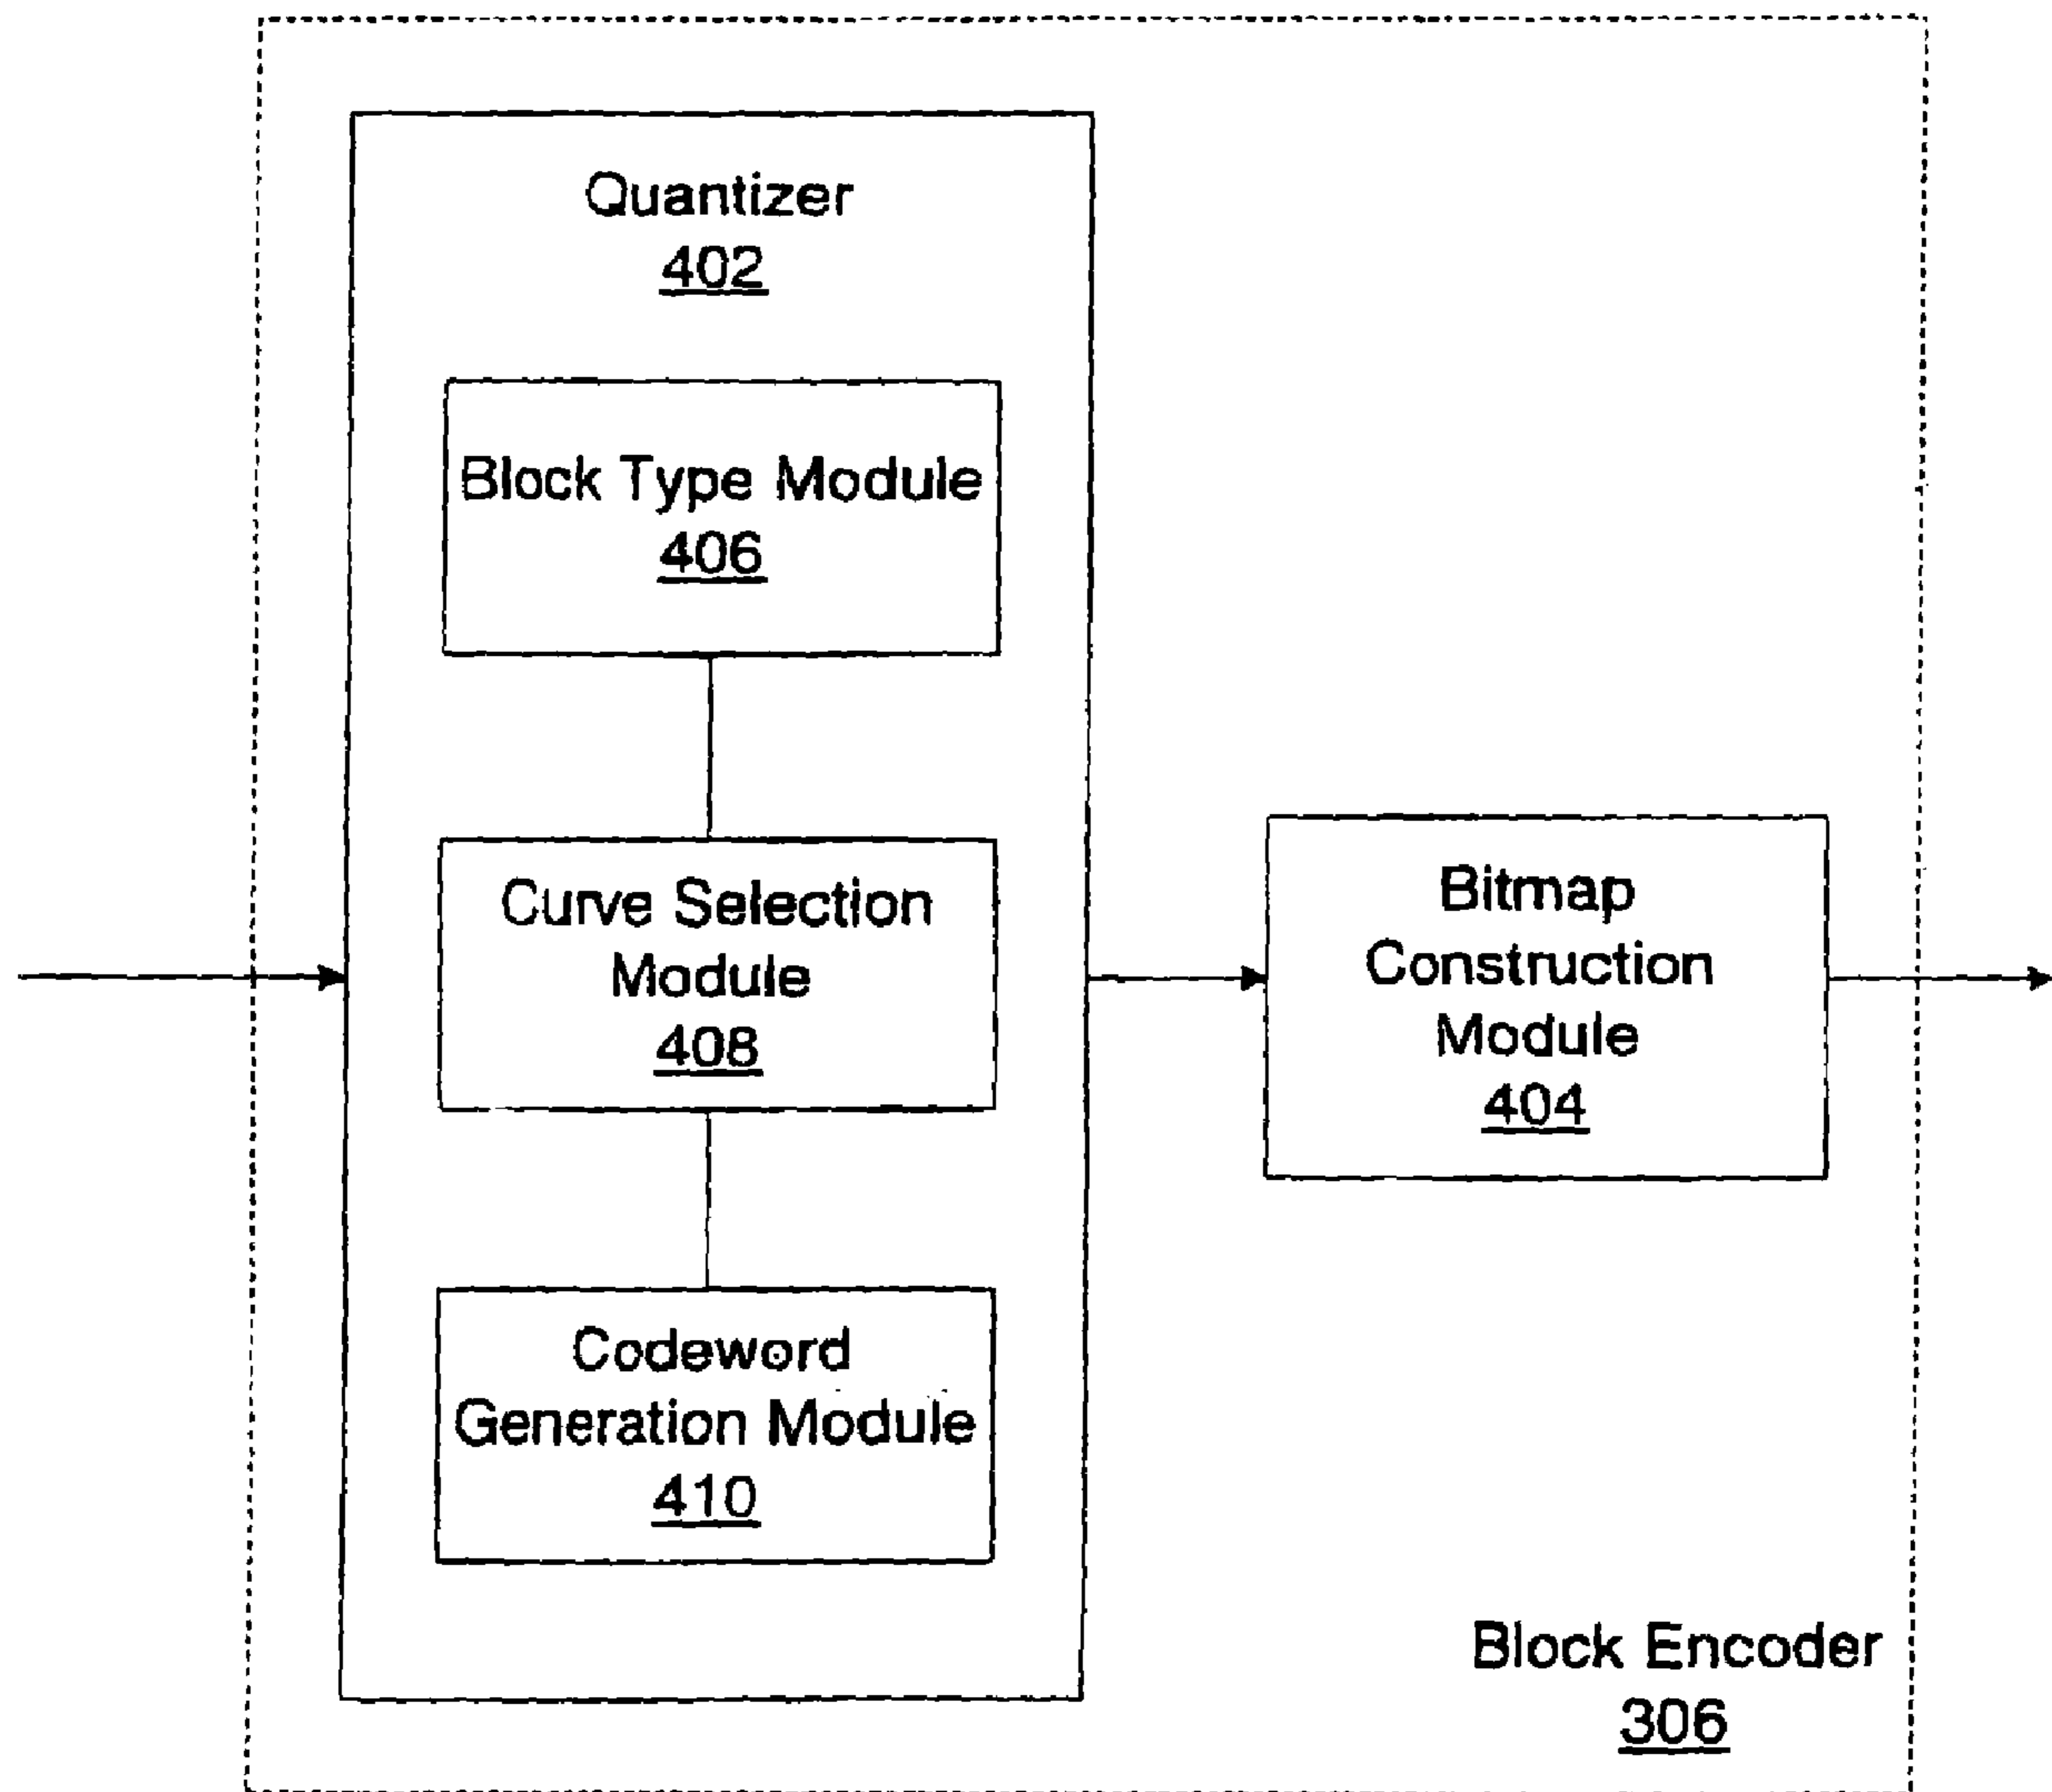 Quantizer
402
Block Type Module
406
Curve Selection
Module
408
Codeword
Generation Module
410
Bitmap
Construction
Module
404
Block Encoder
306